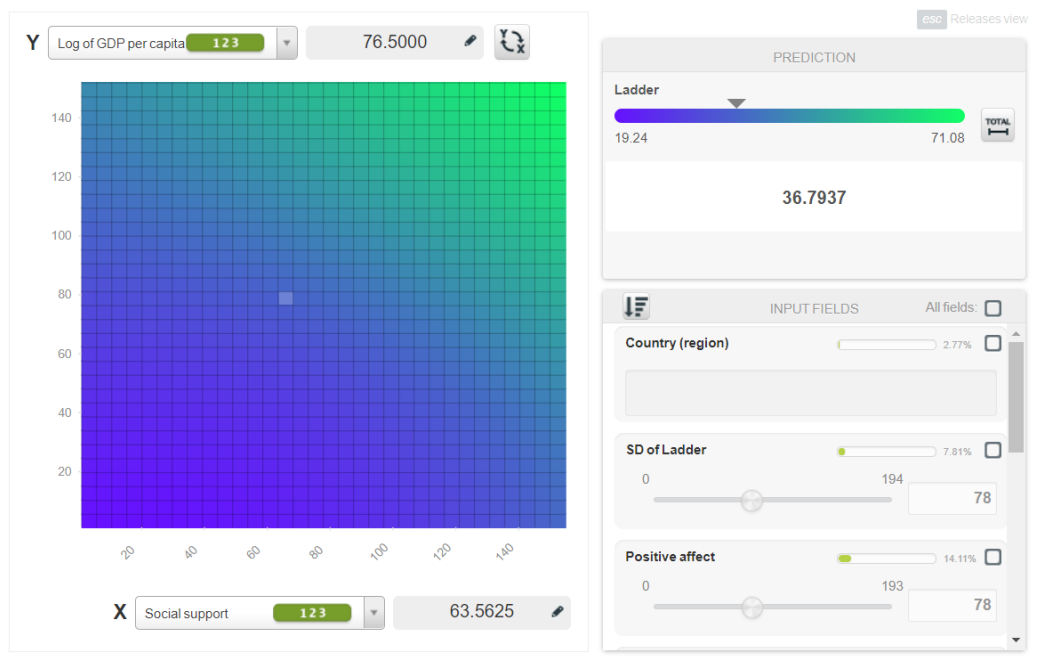 esc Releases view
Y Log of GDP per capita 123 76.5000 Y X
PREDICTION
Ladder
19.24 71.08
TOTAL
36.7937
140
120
100
80
60
40
20
20 40 60 80 100 120 140
X Social support 123 63.5625
INPUT FIELDS All fields:
Country (region) 2.77%
SD of Ladder 7.81%
0 194
78
Positive affect 14.11%
0 193
78